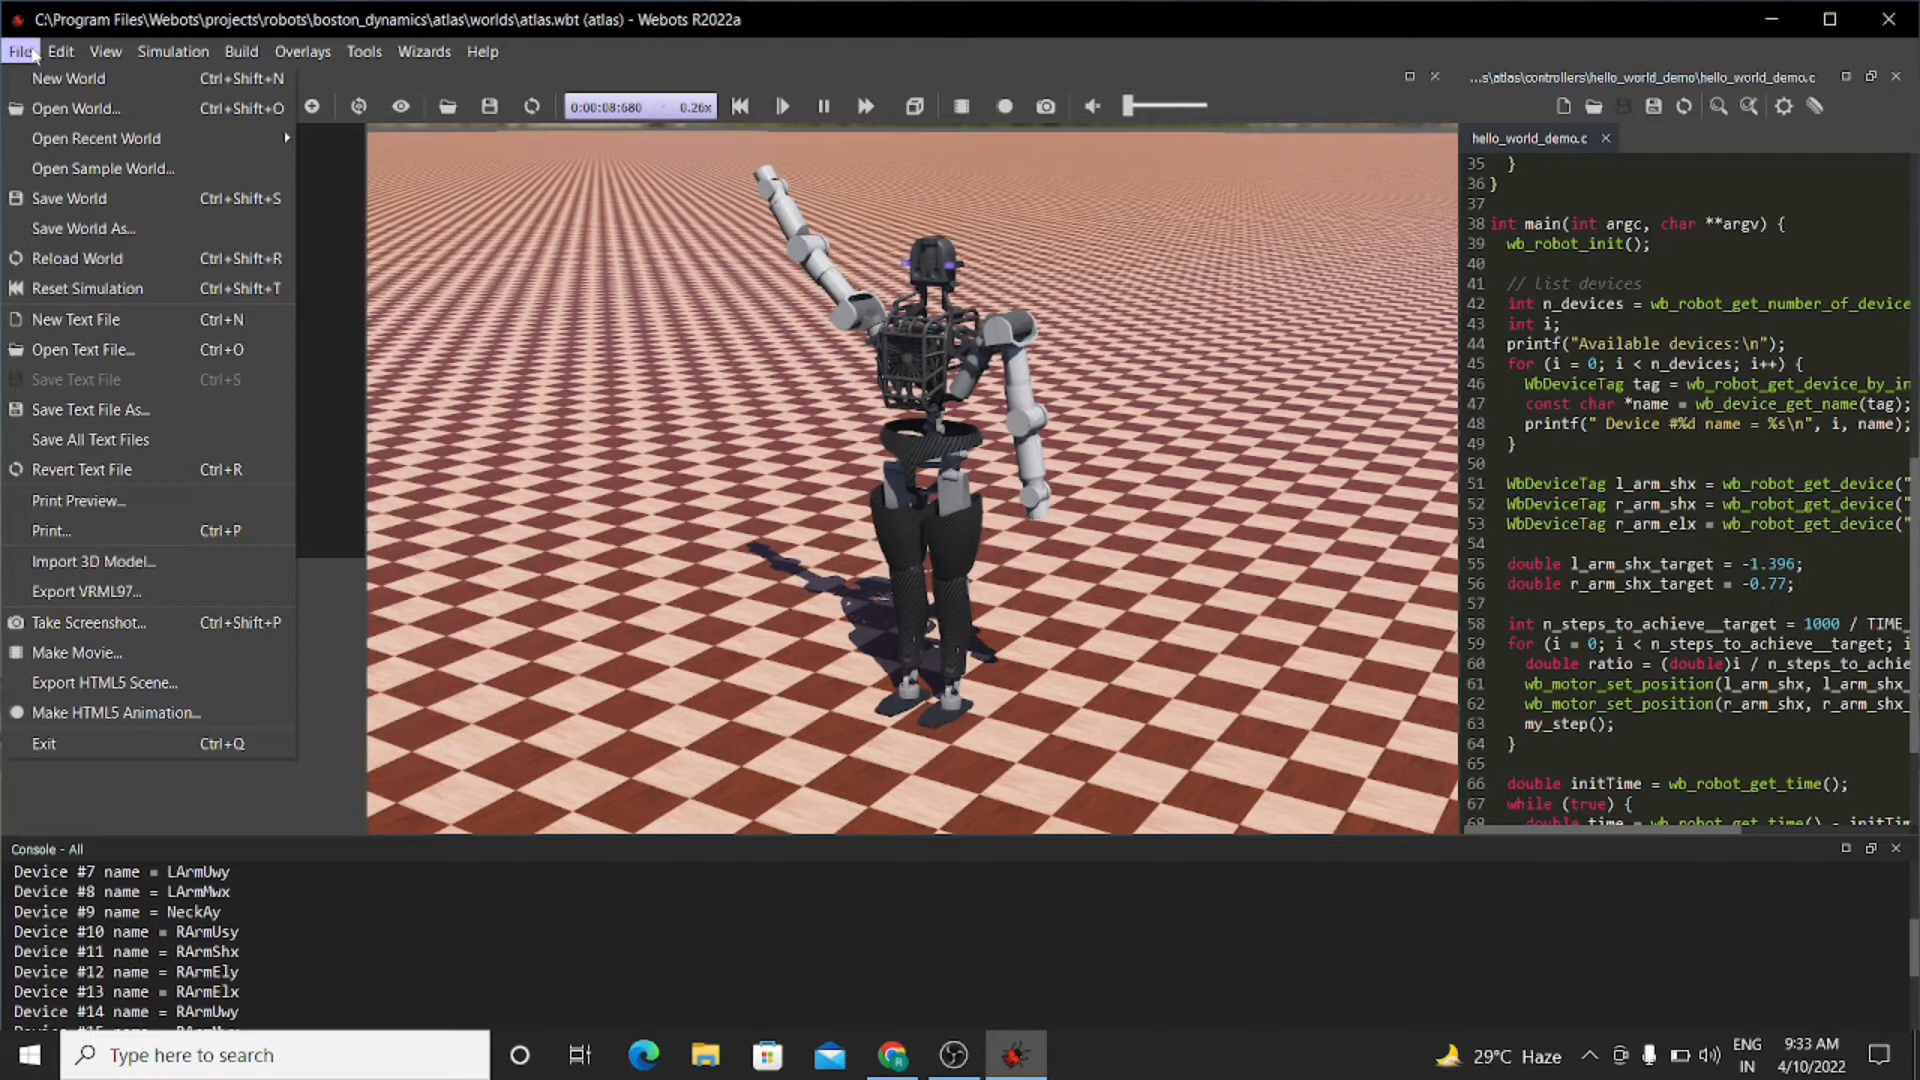 C:\Program Files\Webots\projects\robots\boston_dynamics\atlas\worlds\atlas.wbt (atlas) - Webots R2022a
File Edit View Simulation Build Overlays Tools Wizards Help
New World Ctrl+Shift+N
Open World... Ctrl+Shift+O
Open Recent World
Open Sample World...
Save World Ctrl+Shift+S
Save World As...
Reload World Ctrl+Shift+R
Reset Simulation Ctrl+Shift+T
New Text File Ctrl+N
Open Text File... Ctrl+O
Save Text File Ctrl+S
Save Text File As...
Save All Text Files
Revert Text File Ctrl+R
Print Preview...
Print... Ctrl+P
Import 3D Model...
Export VRML97...
Take Screenshot... Ctrl+Shift+P
Make Movie...
Export HTML5 Scene...
Make HTML5 Animation...
Exit Ctrl+Q
0:00:08:680 - 0.26x
...s\atlas\controllers\hello_world_demo\hello_world_demo.c
hello_world_demo.c
35 }
36 }
37
38 int main(int argc, char **argv) {
39 wb_robot_init();
40
41 // list devices
42 int n_devices = wb_robot_get_number_of_device
43 int i;
44 printf("Available devices:\n");
45 for (i = 0; i < n_devices; i++) {
46 WbDeviceTag tag = wb_robot_get_device_by_in
47 const char *name = wb_device_get_name(tag);
48 printf(" Device #%d name = %s\n", i, name);
49 }
50
51 WbDeviceTag l_arm_shx = wb_robot_get_device("
52 WbDeviceTag r_arm_shx = wb_robot_get_device("
53 WbDeviceTag r_arm_elx = wb_robot_get_device("
54
55 double l_arm_shx_target = -1.396;
56 double r_arm_shx_target = -0.77;
57
58 int n_steps_to_achieve__target = 1000 / TIME_
59 for (i = 0; i < n_steps_to_achieve__target; i
60 double ratio = (double)i / n_steps_to_achie
61 wb_motor_set_position(l_arm_shx, l_arm_shx_
62 wb_motor_set_position(r_arm_shx, r_arm_shx_
63 my_step();
64 }
65
66 double initTime = wb_robot_get_time();
67 while (true) {
68 double time = wb_robot_get_time() - initTim
Console - All
Device #7 name = LArmUwy
Device #8 name = LArmMwx
Device #9 name = NeckAy
Device #10 name = RArmUsy
Device #11 name = RArmShx
Device #12 name = RArmEly
Device #13 name = RArmElx
Device #14 name = RArmUwy
Type here to search
29°C Haze
ENG
IN
9:33 AM
4/10/2022